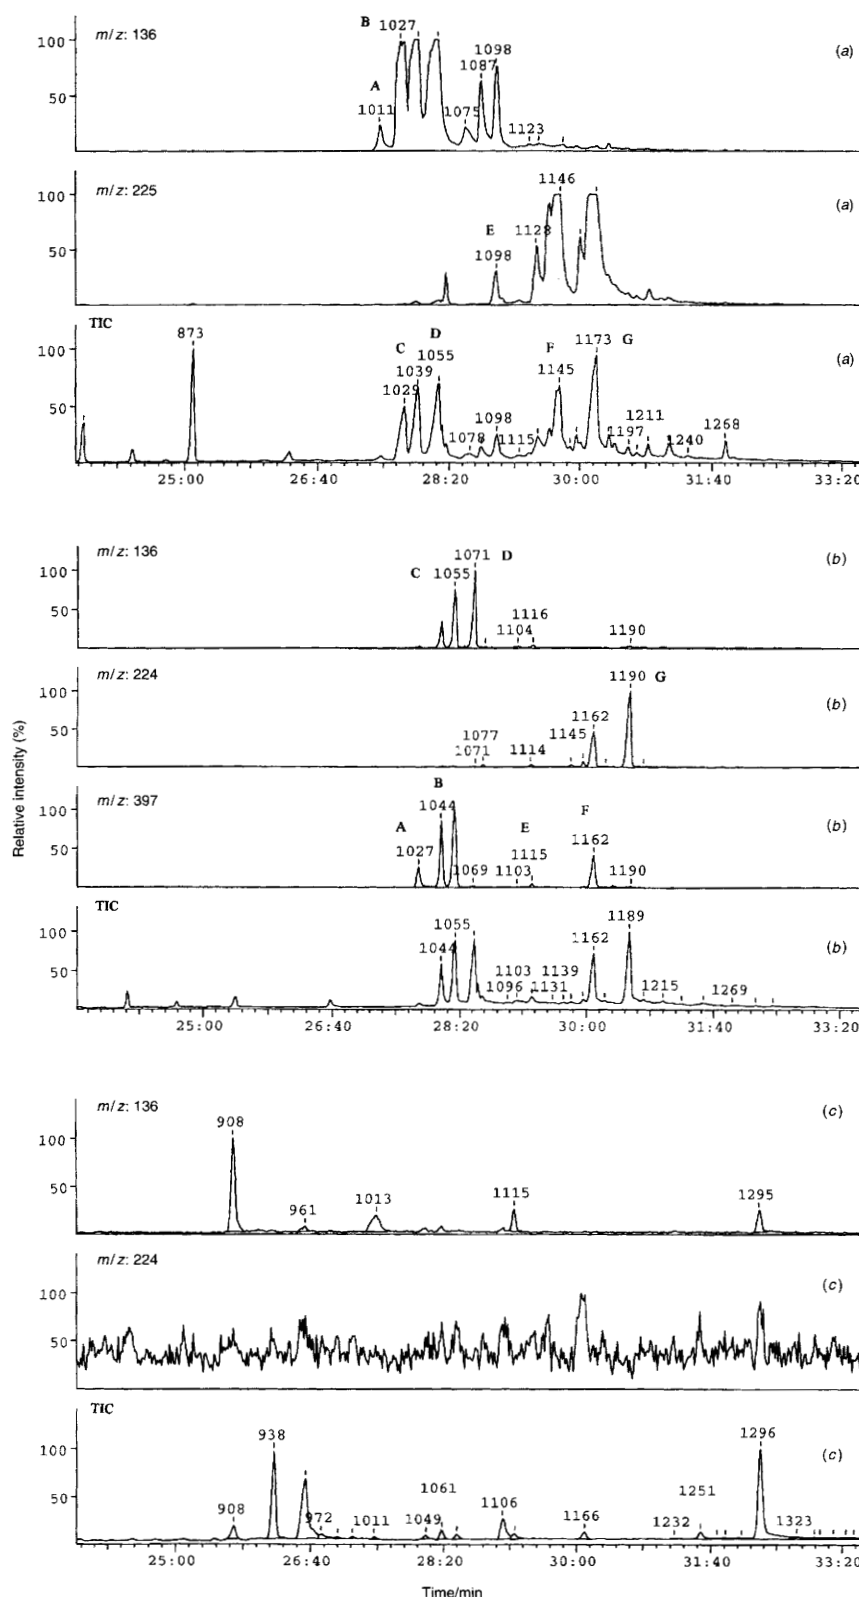 B 1027
m/z: 136
100
1098
1087
(a)
A
50
1011
1075
1123
m/z: 225
1146
100
(a)
E
50
1098
1128
TIC
873
D
F
1173
G
(a)
100
C
1055
1039
1145
1029
50
1098
1211
1268
1078
1115
1197
1240
25:00 26:40 28:20 30:00 31:40 33:20
m/z: 136
1071 D
(b)
100
C 1055
50
1116
1104
1190
m/z: 224
1190 G
(b)
100
1162
50
1077
1145
1071
1114
m/z: 397
B
(b)
100
1044
A
E
F
50
1027
1115
1162
1069
1103
1190
TIC
1189
(b)
100
1055
1044
1162
50
1103
1139
1096
1131
1215
1269
25:00 26:40 28:20 30:00 31:40 33:20
Relative intensity (%)
m/z: 136
(c)
908
100
50
961
1013
1115
1295
m/z: 224
(c)
100
50
TIC
938
1296
(c)
100
50
1061
1251
908
972
1011
1049
1106
1166
1232
1323
25:00 26:40 28:20 30:00 31:40 33:20
Time/min